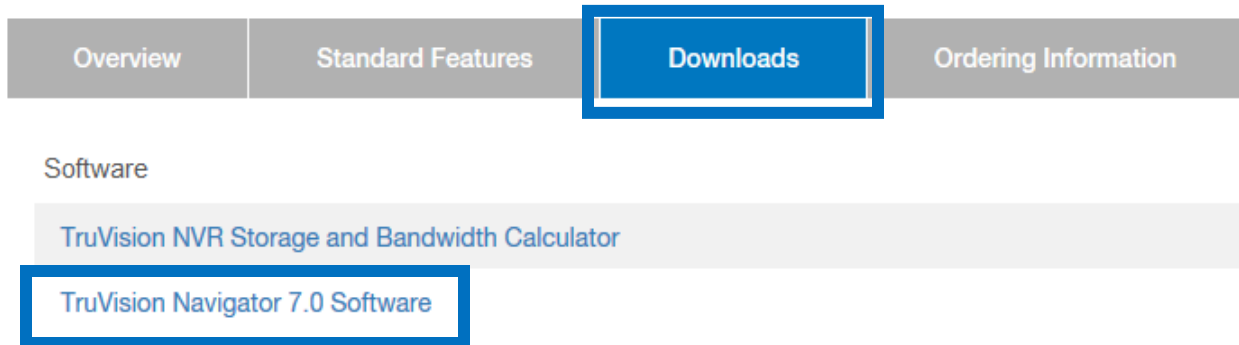 Overview Standard Features Downloads Ordering Information
Software
TruVision NVR Storage and Bandwidth Calculator
TruVision Navigator 7.0 Software